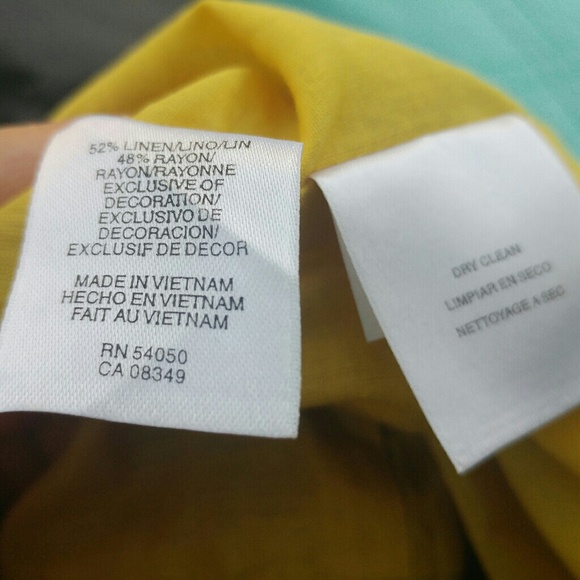 52% LINEN/LINO/LIN
48% RAYON/
RAYON/RAYONNE
EXCLUSIVE OF
DECORATION/
EXCLUSIVO DE
DECORACION/
EXCLUSIF DE DECOR
MADE IN VIETNAM
HECHO EN VIETNAM
FAIT AU VIETNAM
RN 54050
CA 08349
DRY CLEAN
LIMPIAR EN SECO
NETTOYAGE A SEC